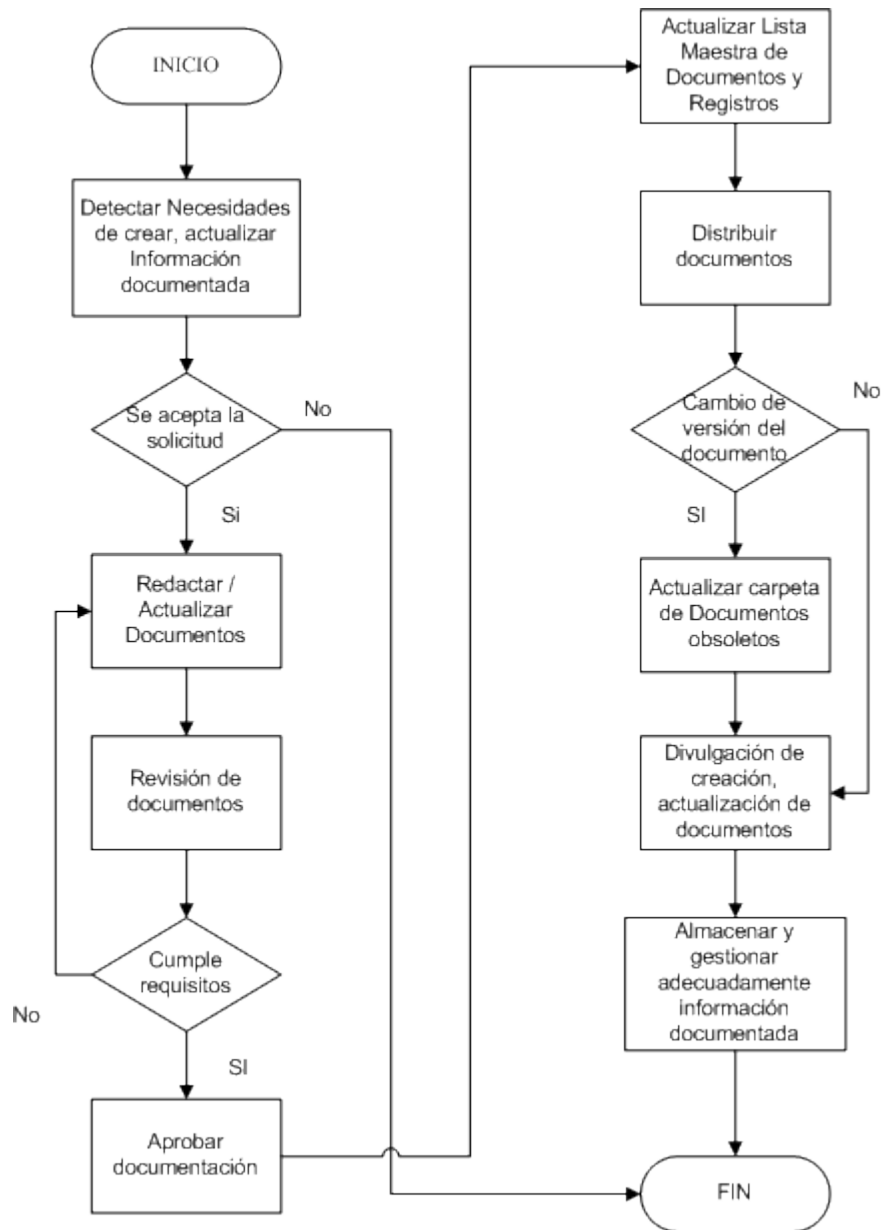 INICIO
Detectar Necesidades
de crear, actualizar
Información
documentada
Se acepta la
solicitud
No
Si
Redactar /
Actualizar
Documentos
Revisión de
documentos
Cumple
requisitos
No
SI
Aprobar
documentación
Actualizar Lista
Maestra de
Documentos y
Registros
Distribuir
documentos
Cambio de
versión del
documento
No
SI
Actualizar carpeta
de Documentos
obsoletos
Divulgación de
creación,
actualización de
documentos
Almacenar y
gestionar
adecuadamente
información
documentada
FIN